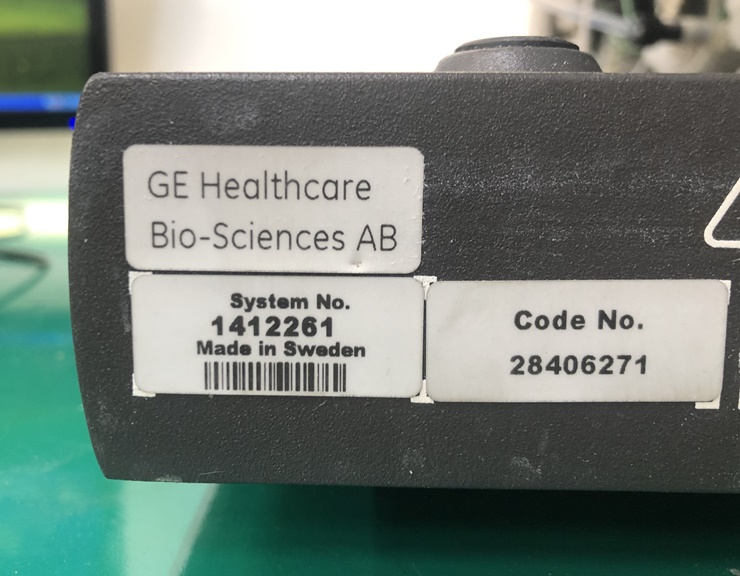 GE Healthcare
Bio-Sciences AB
System No.
1412261
Made in Sweden
Code No.
28406271